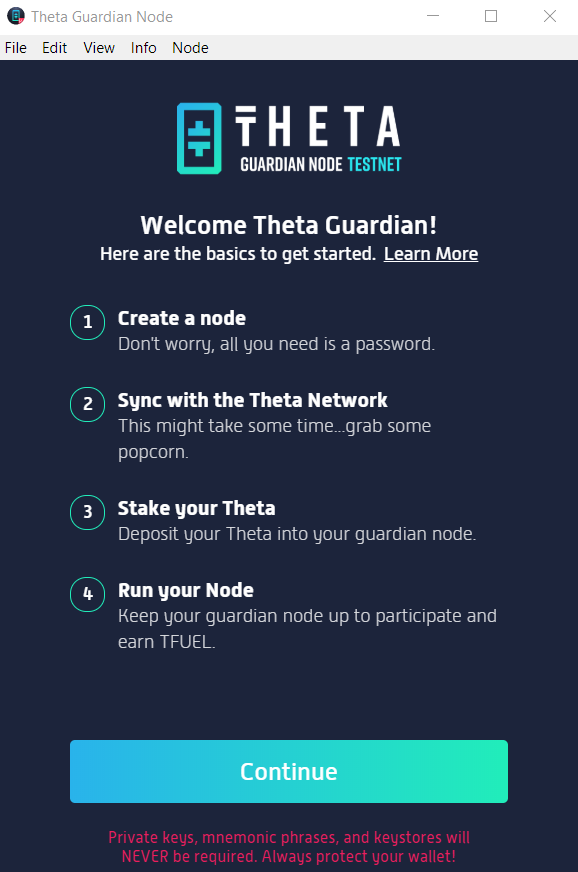 Theta Guardian Node
File Edit View Info Node
THETA
GUARDIAN NODE TESTNET
Welcome Theta Guardian!
Here are the basics to get started. Learn More
1 Create a node
Don't worry, all you need is a password.
2 Sync with the Theta Network
This might take some time...grab some
popcorn.
3 Stake your Theta
Deposit your Theta into your guardian node.
4 Run your Node
Keep your guardian node up to participate and
earn TFUEL.
Continue
Private keys, mnemonic phrases, and keystores will
NEVER be required. Always protect your wallet!